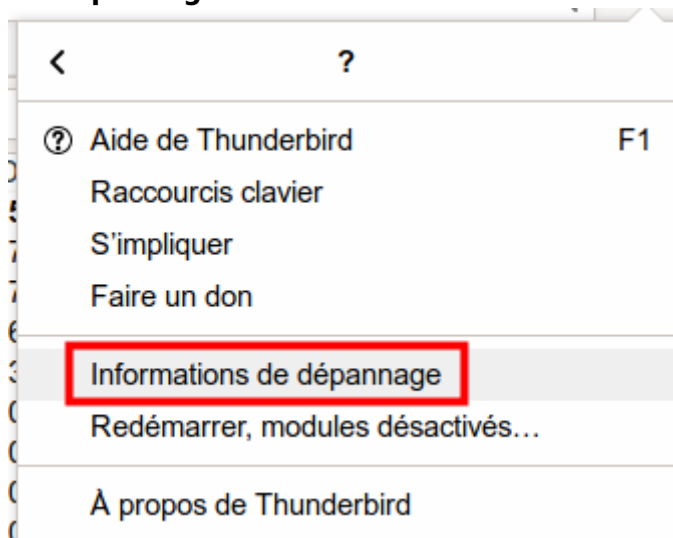 ?
Aide de Thunderbird F1
Raccourcis clavier
S'impliquer
Faire un don
Informations de dépannage
Redémarrer, modules désactivés…
À propos de Thunderbird